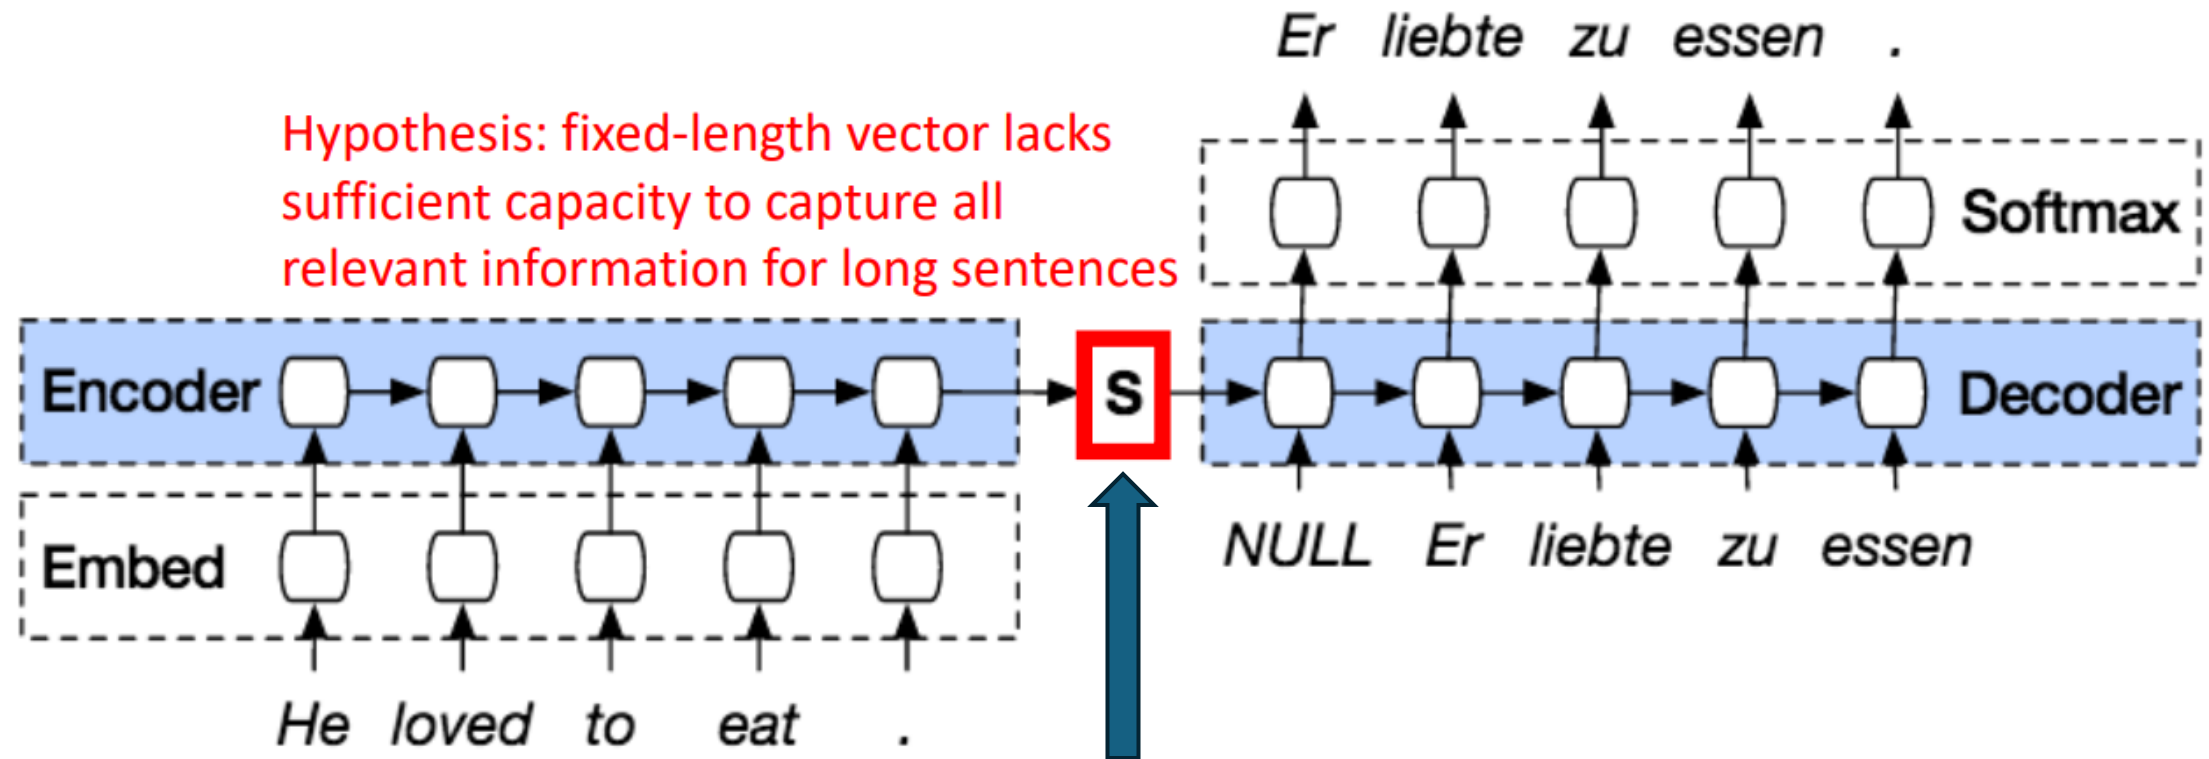 Er liebte zu essen .
Hypothesis: fixed-length vector lacks
sufficient capacity to capture all
relevant information for long sentences
Softmax
Encoder
S
Decoder
Embed
NULL Er liebte zu essen
He loved to eat .